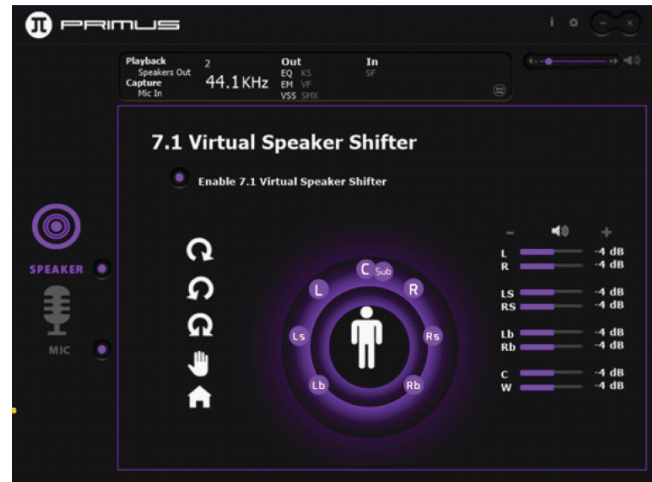 PRIMUS
i
Playback 2 Out In
Speakers Out 44.1KHz EQ KS SF
Capture EM VF
Mic In VSS SMX
7.1 Virtual Speaker Shifter
Enable 7.1 Virtual Speaker Shifter
SPEAKER
MIC
C Sub
L R
Ls Rs
Lb Rb
- +
L -4 dB
R -4 dB
LS -4 dB
RS -4 dB
Lb -4 dB
Rb -4 dB
C -4 dB
W -4 dB